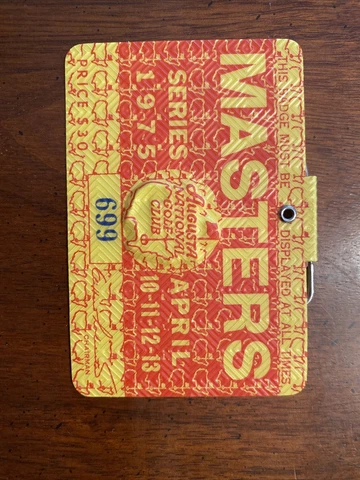 THIS BADGE MUST BE DISPLAYED AT ALL TIMES
MASTERS
SERIES APRIL
1975 10-11-12-13
AUGUSTA
NATIONAL
GOLF
CLUB
699
PRICE $30 CHAIRMAN